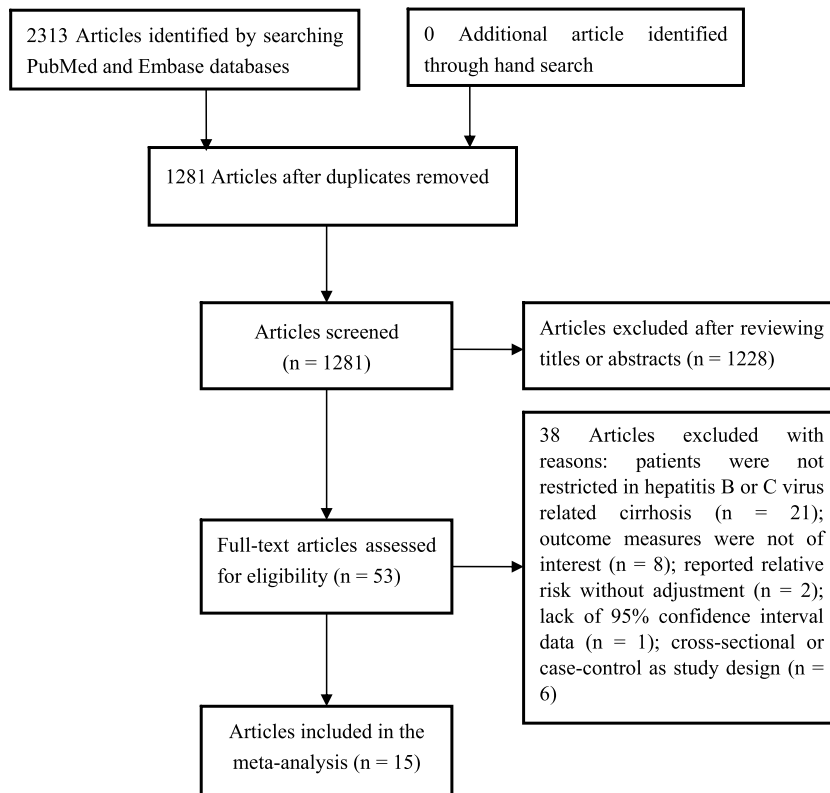 2313 Articles identified by searching
PubMed and Embase databases
0 Additional article identified
through hand search
1281 Articles after duplicates removed
Articles screened
(n = 1281)
Articles excluded after reviewing
titles or abstracts (n = 1228)
38 Articles excluded with
reasons: patients were not
restricted in hepatitis B or C virus
related cirrhosis (n = 21);
outcome measures were not of
interest (n = 8); reported relative
risk without adjustment (n = 2);
lack of 95% confidence interval
data (n = 1); cross-sectional or
case-control as study design (n =
6)
Full-text articles assessed
for eligibility (n = 53)
Articles included in the
meta-analysis (n = 15)